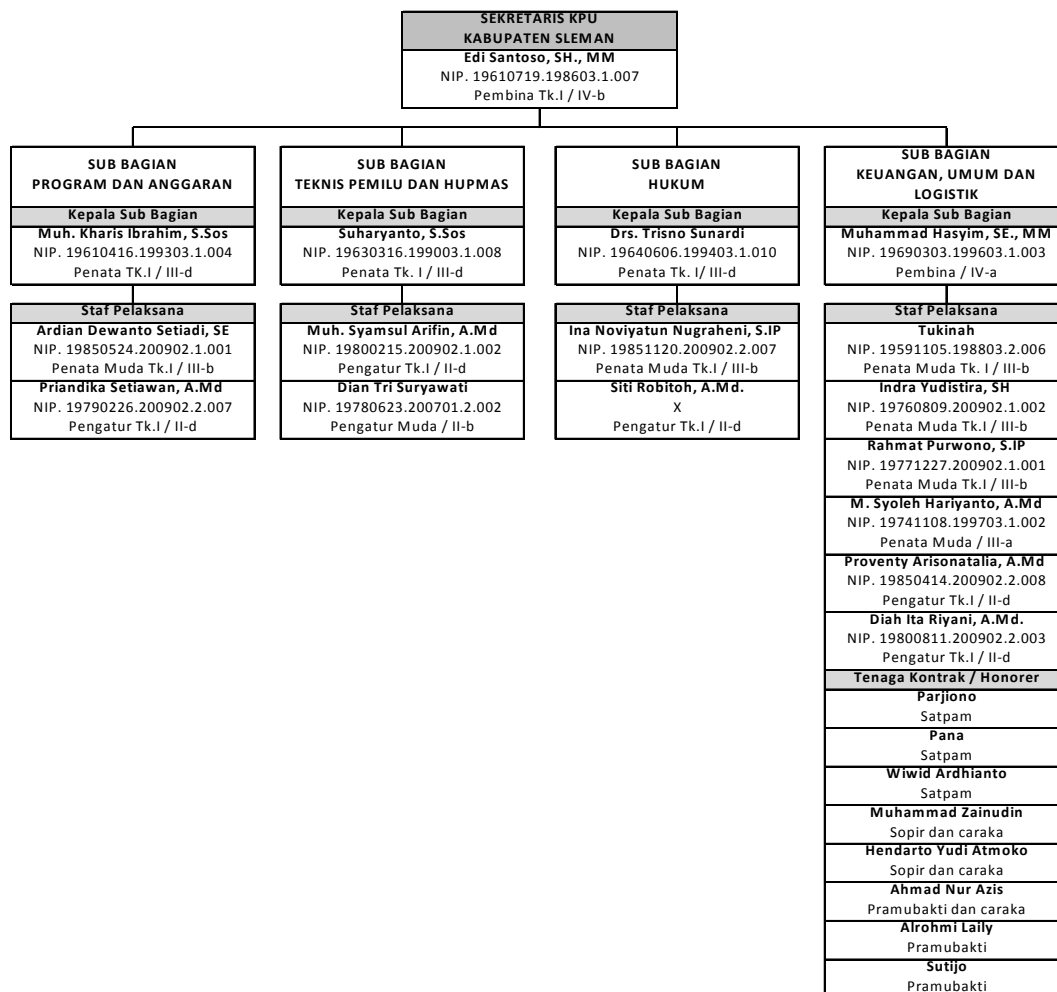 SEKRETARIS KPU
KABUPATEN SLEMAN
Edi Santoso, SH., MM
NIP. 19610719.198603.1.007
Pembina Tk.I / IV-b
SUB BAGIAN
PROGRAM DAN ANGGARAN
Kepala Sub Bagian
Muh. Kharis Ibrahim, S.Sos
NIP. 19610416.199303.1.004
Penata TK.I / III-d
Staf Pelaksana
Ardian Dewanto Setiadi, SE
NIP. 19850524.200902.1.001
Penata Muda Tk.I / III-b
Priandika Setiawan, A.Md
NIP. 19790226.200902.2.007
Pengatur Tk.I / II-d
SUB BAGIAN
TEKNIS PEMILU DAN HUPMAS
Kepala Sub Bagian
Suharyanto, S.Sos
NIP. 19630316.199003.1.008
Penata Tk. I / III-d
Staf Pelaksana
Muh. Syamsul Arifin, A.Md
NIP. 19800215.200902.1.002
Pengatur Tk.I / II-d
Dian Tri Suryawati
NIP. 19780623.200701.2.002
Pengatur Muda / II-b
SUB BAGIAN
HUKUM
Kepala Sub Bagian
Drs. Trisno Sunardi
NIP. 19640606.199403.1.010
Penata Tk. I/ III-d
Staf Pelaksana
Ina Noviyatun Nugraheni, S.IP
NIP. 19851120.200902.2.007
Penata Muda Tk.I / III-b
Siti Robitoh, A.Md.
X
Pengatur Tk.I / II-d
SUB BAGIAN
KEUANGAN, UMUM DAN
LOGISTIK
Kepala Sub Bagian
Muhammad Hasyim, SE., MM
NIP. 19690303.199603.1.003
Pembina / IV-a
Staf Pelaksana
Tukinah
NIP. 19591105.198803.2.006
Penata Muda Tk.I / III-b
Indra Yudistira, SH
NIP. 19760809.200902.1.002
Penata Muda Tk.I / III-b
Rahmat Purwono, S.IP
NIP. 19771227.200902.1.001
Penata Muda Tk.I / III-b
M. Syoleh Hariyanto, A.Md
NIP. 19741108.199703.1.002
Penata Muda / III-a
Proventy Arisonatalia, A.Md
NIP. 19850414.200902.2.008
Pengatur Tk.I / II-d
Diah Ita Riyani, A.Md.
NIP. 19800811.200902.2.003
Pengatur Tk.I / II-d
Tenaga Kontrak / Honorer
Parjiono
Satpam
Pana
Satpam
Wiwid Ardhianto
Satpam
Muhammad Zainudin
Sopir dan caraka
Hendarto Yudi Atmoko
Sopir dan caraka
Ahmad Nur Azis
Pramubakti dan caraka
Alrohmi Laily
Pramubakti
Sutijo
Pramubakti